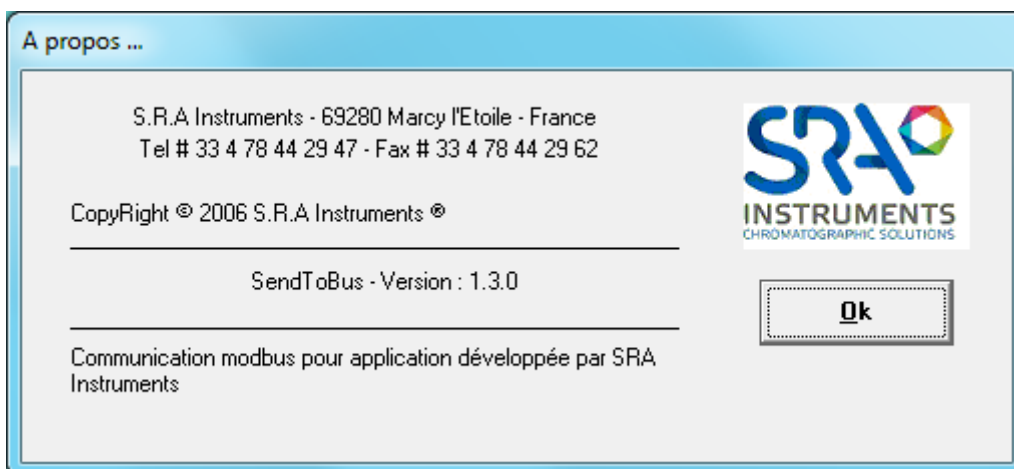 A propos ...
S.R.A Instruments - 69280 Marcy l'Etoile - France
Tel # 33 4 78 44 29 47 - Fax # 33 4 78 44 29 62
CopyRight © 2006 S.R.A Instruments ®
SendToBus - Version : 1.3.0
Communication modbus pour application développée par SRA
Instruments
SRA
INSTRUMENTS
CHROMATOGRAPHIC SOLUTIONS
Ok